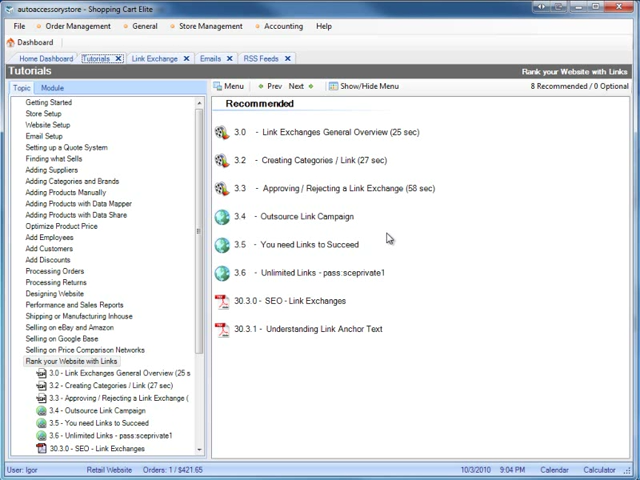 autoaccessorystore - Shopping Cart Elite
File Order Management General Store Management Accounting Help
Dashboard
Home Dashboard Tutorials Link Exchange Emails RSS Feeds
Tutorials Rank your Website with Links
Topic Module Menu Prev Next Show/Hide Menu 8 Recommended / 0 Optional
Getting Started
Store Setup
Website Setup
Email Setup
Setting up a Quote System
Finding what Sells
Adding Suppliers
Adding Categories and Brands
Adding Products Manually
Adding Products with Data Mapper
Adding Products with Data Share
Optimize Product Price
Add Employees
Add Customers
Add Discounts
Processing Orders
Processing Returns
Designing Website
Performance and Sales Reports
Shipping or Manufacturing Inhouse
Selling on eBay and Amazon
Selling on Google Base
Selling on Price Comparison Networks
Rank your Website with Links
3.0 - Link Exchanges General Overview (25 s
3.2 - Creating Categories / Link (27 sec)
3.3 - Approving / Rejecting a Link Exchange (
3.4 - Outsource Link Campaign
3.5 - You need Links to Succeed
3.6 - Unlimited Links - pass:sceprivate1
30.3.0 - SEO - Link Exchanges
Recommended
3.0 - Link Exchanges General Overview (25 sec)
3.2 - Creating Categories / Link (27 sec)
3.3 - Approving / Rejecting a Link Exchange (58 sec)
3.4 - Outsource Link Campaign
3.5 - You need Links to Succeed
3.6 - Unlimited Links - pass:sceprivate1
30.3.0 - SEO - Link Exchanges
30.3.1 - Understanding Link Anchor Text
User: Igor Retail Website Orders: 1 / $421.65 10/3/2010 9:04 PM Calendar Calculator